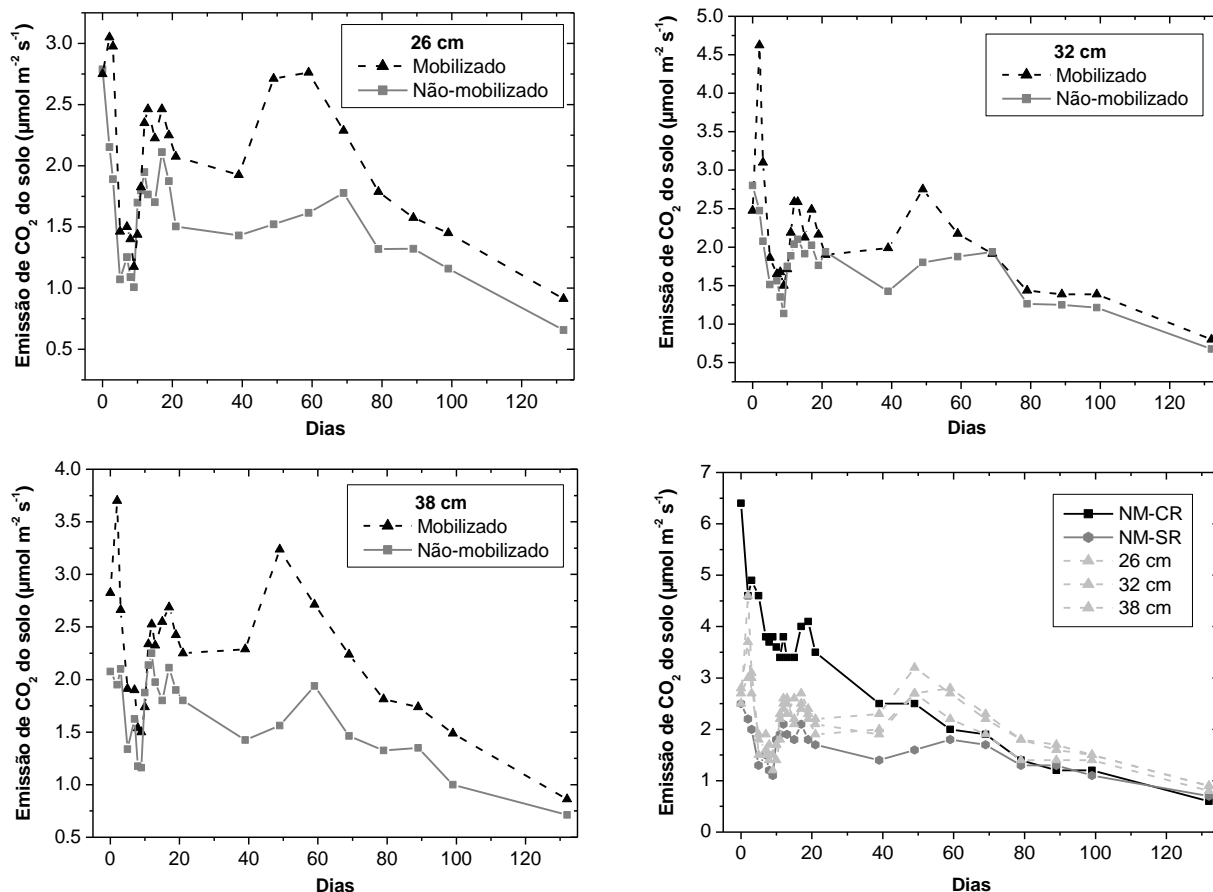 Emissão de CO₂ do solo (µmol m⁻² s⁻¹)
3.0
2.5
2.0
1.5
1.0
0.5
26 cm
Mobilizado
Não-mobilizado
0 20 40 60 80 100 120
Dias
Emissão de CO₂ do solo (µmol m⁻² s⁻¹)
5.0
4.5
4.0
3.5
3.0
2.5
2.0
1.5
1.0
0.5
32 cm
Mobilizado
Não-mobilizado
0 20 40 60 80 100 120
Dias
Emissão de CO₂ do solo (µmol m⁻² s⁻¹)
4.0
3.5
3.0
2.5
2.0
1.5
1.0
0.5
38 cm
Mobilizado
Não-mobilizado
0 20 40 60 80 100 120
Dias
Emissão de CO₂ do solo (µmol m⁻² s⁻¹)
7
6
5
4
3
2
1
0
NM-CR
NM-SR
26 cm
32 cm
38 cm
0 20 40 60 80 100 120
Dias